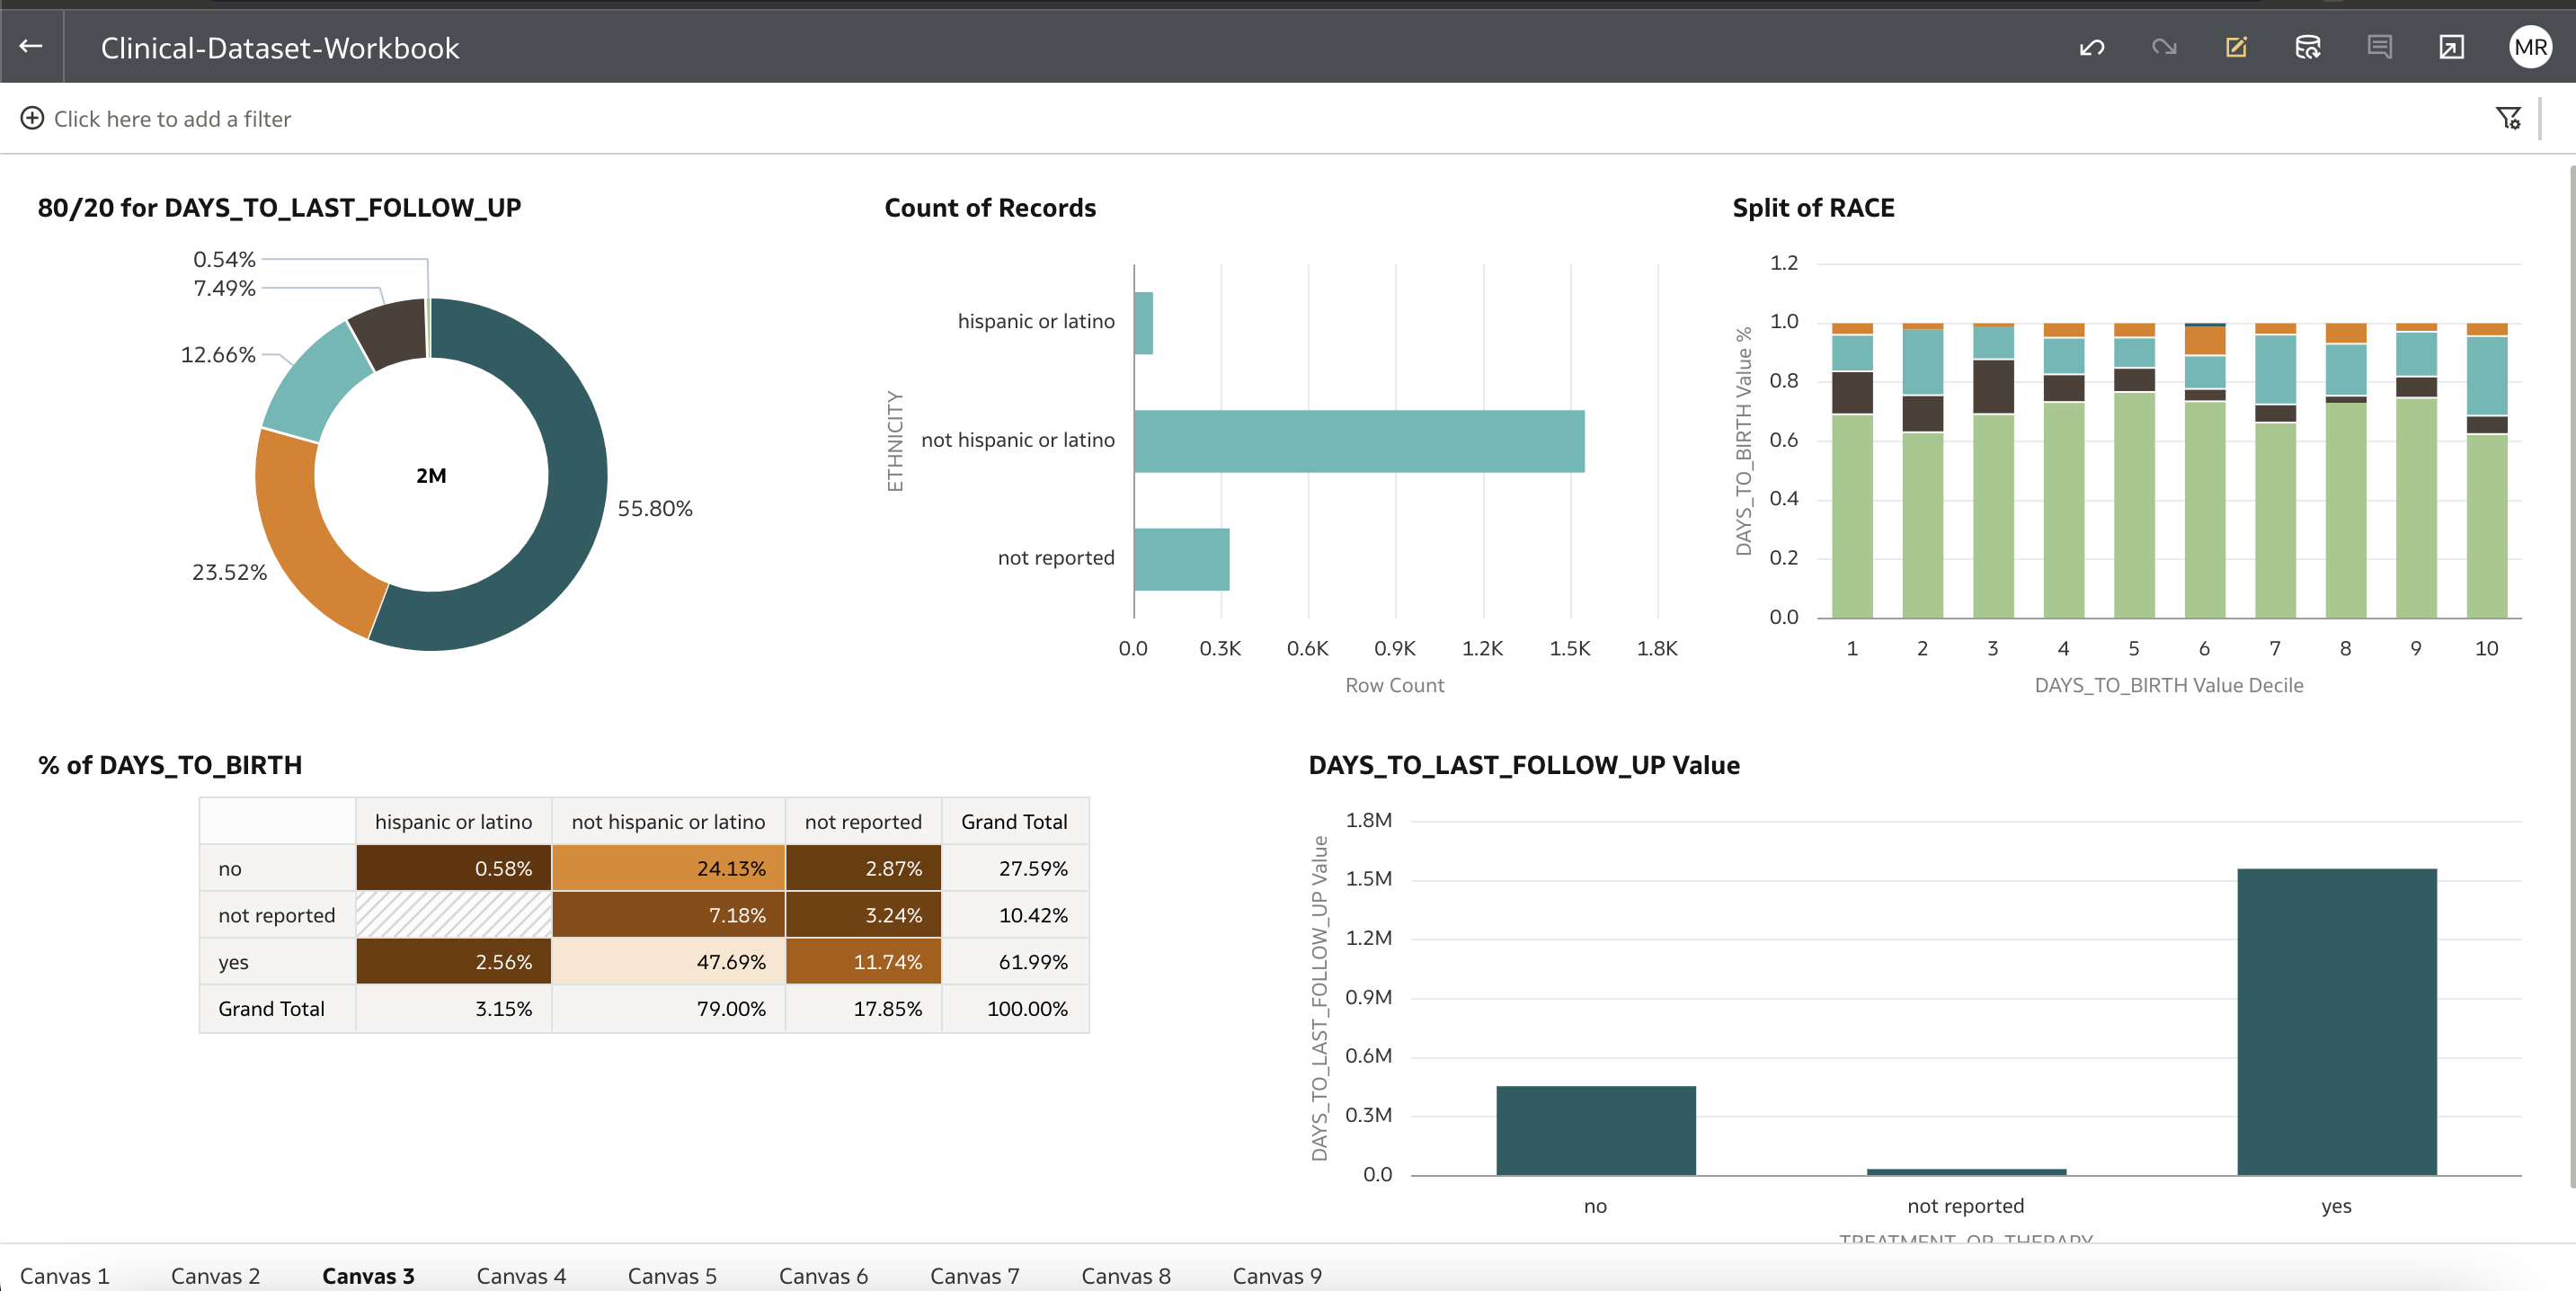 Clinical-Dataset-Workbook
MR
Click here to add a filter
80/20 for DAYS_TO_LAST_FOLLOW_UP
0.54%
7.49%
12.66%
2M
55.80%
23.52%
Count of Records
ETHNICITY
hispanic or latino
not hispanic or latino
not reported
0.0 0.3K 0.6K 0.9K 1.2K 1.5K 1.8K
Row Count
Split of RACE
DAYS_TO_BIRTH Value %
1.2
1.0
0.8
0.6
0.4
0.2
0.0
1 2 3 4 5 6 7 8 9 10
DAYS_TO_BIRTH Value Decile
% of DAYS_TO_BIRTH
hispanic or latino not hispanic or latino not reported Grand Total
no 0.58% 24.13% 2.87% 27.59%
not reported 7.18% 3.24% 10.42%
yes 2.56% 47.69% 11.74% 61.99%
Grand Total 3.15% 79.00% 17.85% 100.00%
DAYS_TO_LAST_FOLLOW_UP Value
DAYS_TO_LAST_FOLLOW_UP Value
1.8M
1.5M
1.2M
0.9M
0.6M
0.3M
0.0
no not reported yes
TREATMENT_OR_THERAPY
Canvas 1 Canvas 2 Canvas 3 Canvas 4 Canvas 5 Canvas 6 Canvas 7 Canvas 8 Canvas 9